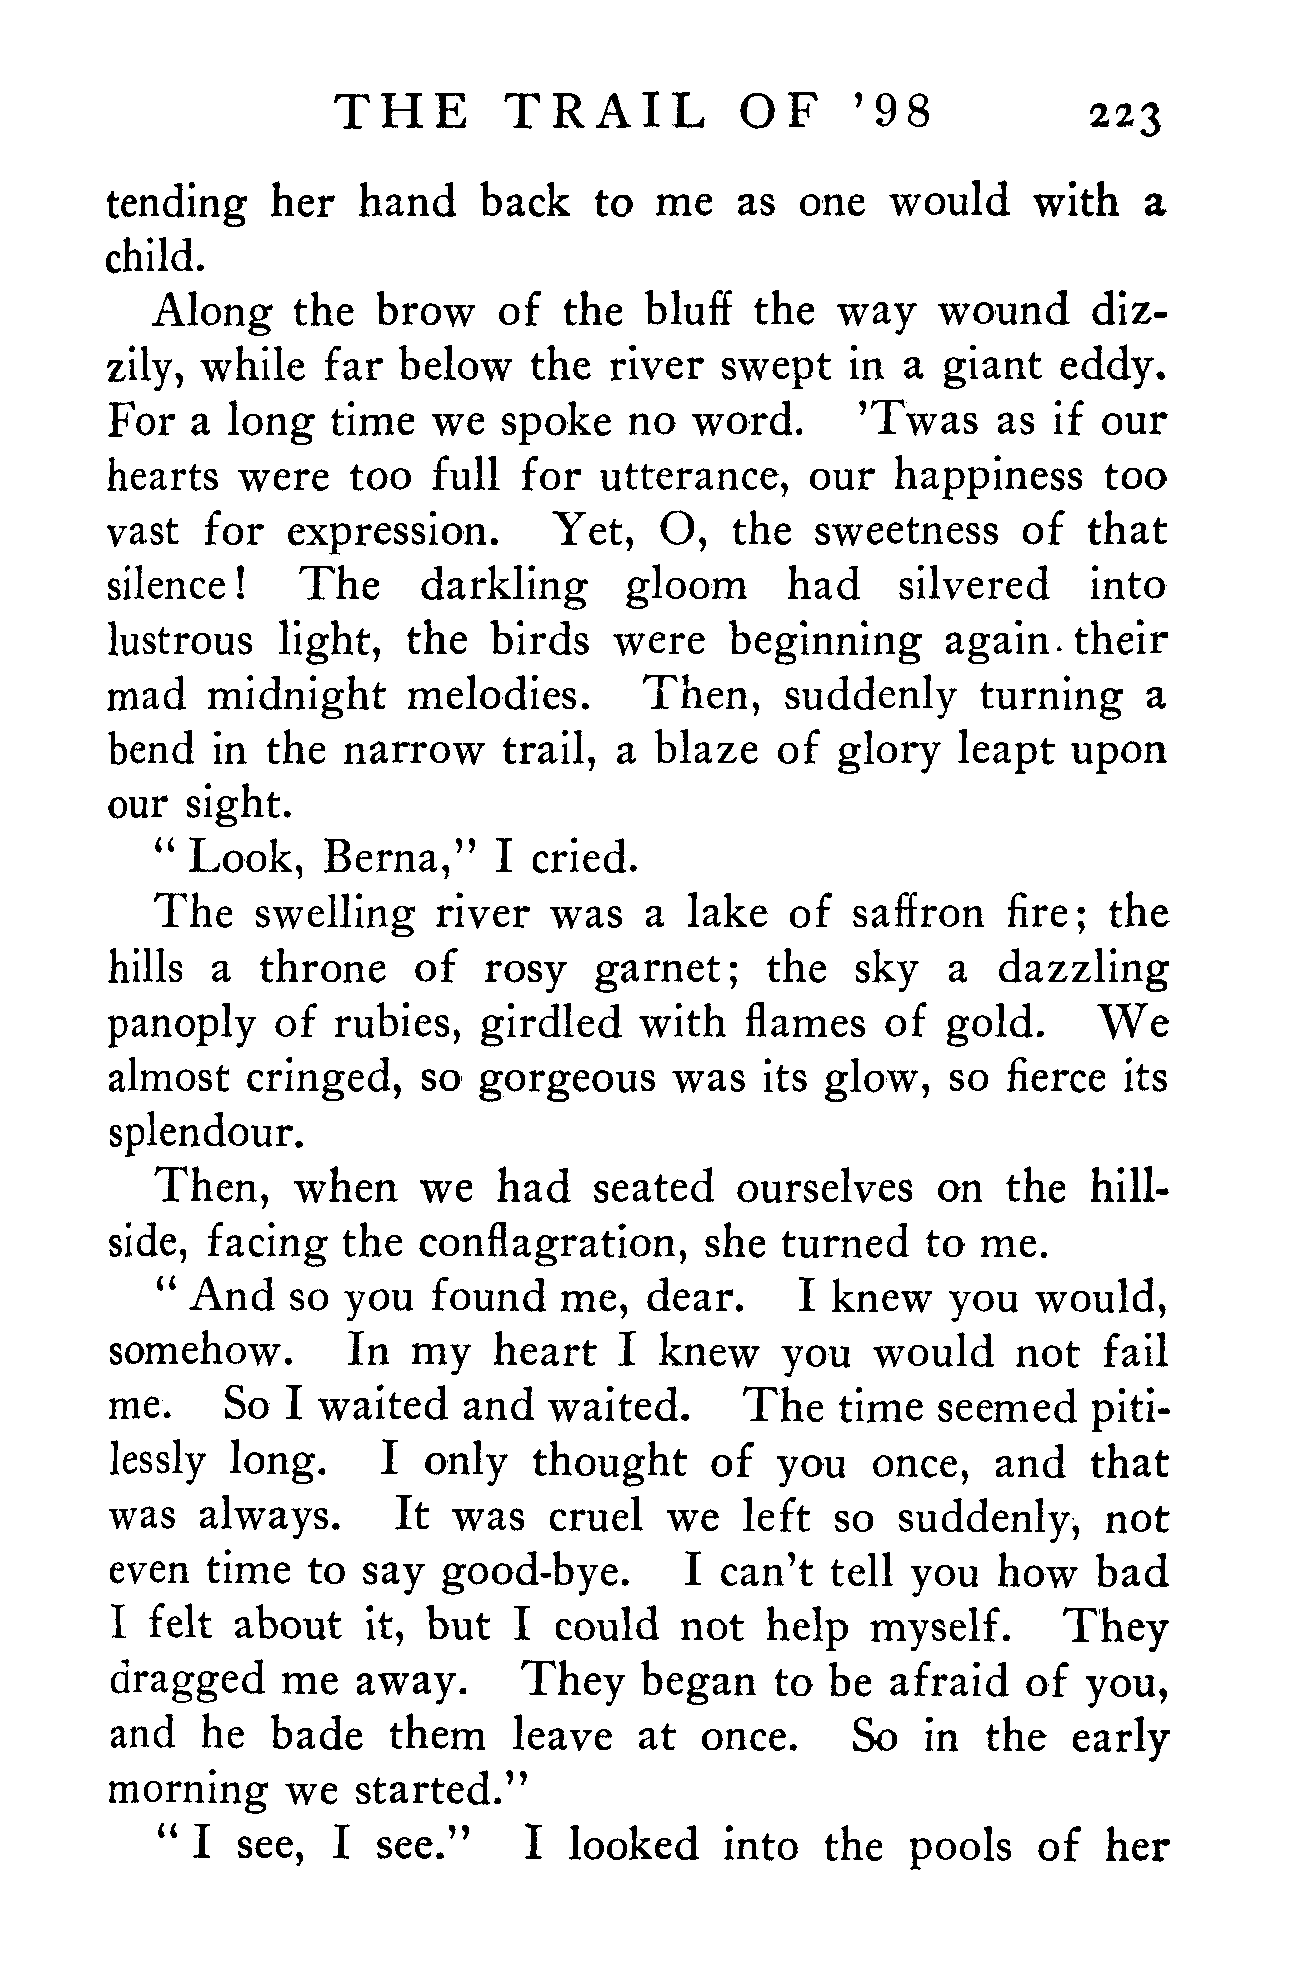 THE TRAIL OF '98 223
tending her hand back to me as one would with a
child.
Along the brow of the bluff the way wound diz-
zily, while far below the river swept in a giant eddy.
For a long time we spoke no word. 'Twas as if our
hearts were too full for utterance, our happiness too
vast for expression. Yet, O, the sweetness of that
silence! The darkling gloom had silvered into
lustrous light, the birds were beginning again. their
mad midnight melodies. Then, suddenly turning a
bend in the narrow trail, a blaze of glory leapt upon
our sight.
"Look, Berna," I cried.
The swelling river was a lake of saffron fire; the
hills a throne of rosy garnet; the sky a dazzling
panoply of rubies, girdled with flames of gold. We
almost cringed, so gorgeous was its glow, so fierce its
splendour.
Then, when we had seated ourselves on the hill-
side, facing the conflagration, she turned to me.
"And so you found me, dear. I knew you would,
somehow. In my heart I knew you would not fail
me. So I waited and waited. The time seemed piti-
lessly long. I only thought of you once, and that
was always. It was cruel we left so suddenly, not
even time to say good-bye. I can't tell you how bad
I felt about it, but I could not help myself. They
dragged me away. They began to be afraid of you,
and he bade them leave at once. So in the early
morning we started."
"I see, I see." I looked into the pools of her